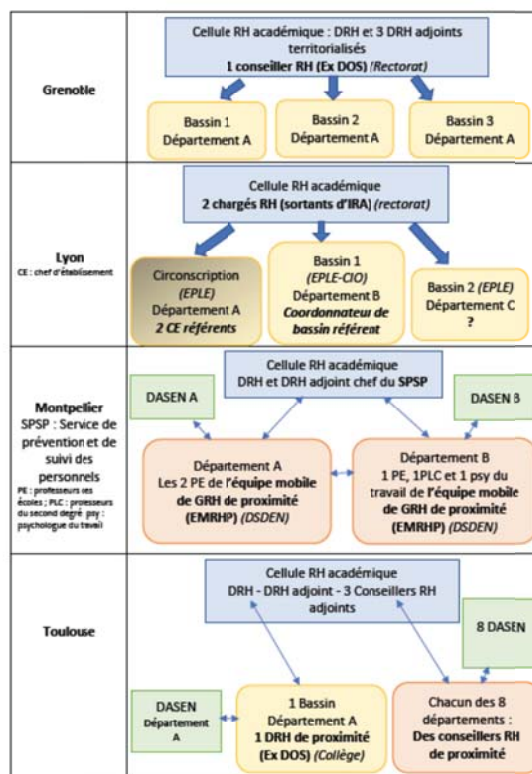 Grenoble
Cellule RH académique : DRH et 3 DRH adjoints
territorialisés
1 conseiller RH (Ex DOS) (Rectorat)
Bassin 1
Département A
Bassin 2
Département A
Bassin 3
Département A
Lyon
CE : chef d'établissement
Cellule RH académique
2 chargés RH (sortants d'IRA) (rectorat)
Circonscription
(EPLE)
Département A
2 CE référents
Bassin 1
(EPLE-CIO)
Département B
Coordonnateur de
bassin référent
Bassin 2 (EPLE)
Département C
?
Montpelier
SPSP : Service de
prévention et de
suivi des
personnels
PE : professeurs des
écoles ; PLC : professeurs
du second degré psy :
psychologue du travail
Cellule RH académique
DRH et DRH adjoint chef du SPSP
DASEN A
DASEN B
Département A
Les 2 PE de l'équipe mobile
de GRH de proximité
(EMRHP) (DSDEN)
Département B
1 PE, 1PLC et 1 psy du
travail de l'équipe mobile
de GRH de proximité
(EMRHP) (DSDEN)
Toulouse
Cellule RH académique
DRH - DRH adjoint - 3 Conseillers RH
adjoints
8 DASEN
DASEN
Département
A
1 Bassin
Département A
1 DRH de proximité
(Ex DOS) (Collège)
Chacun des 8
départements :
Des conseillers RH
de proximité